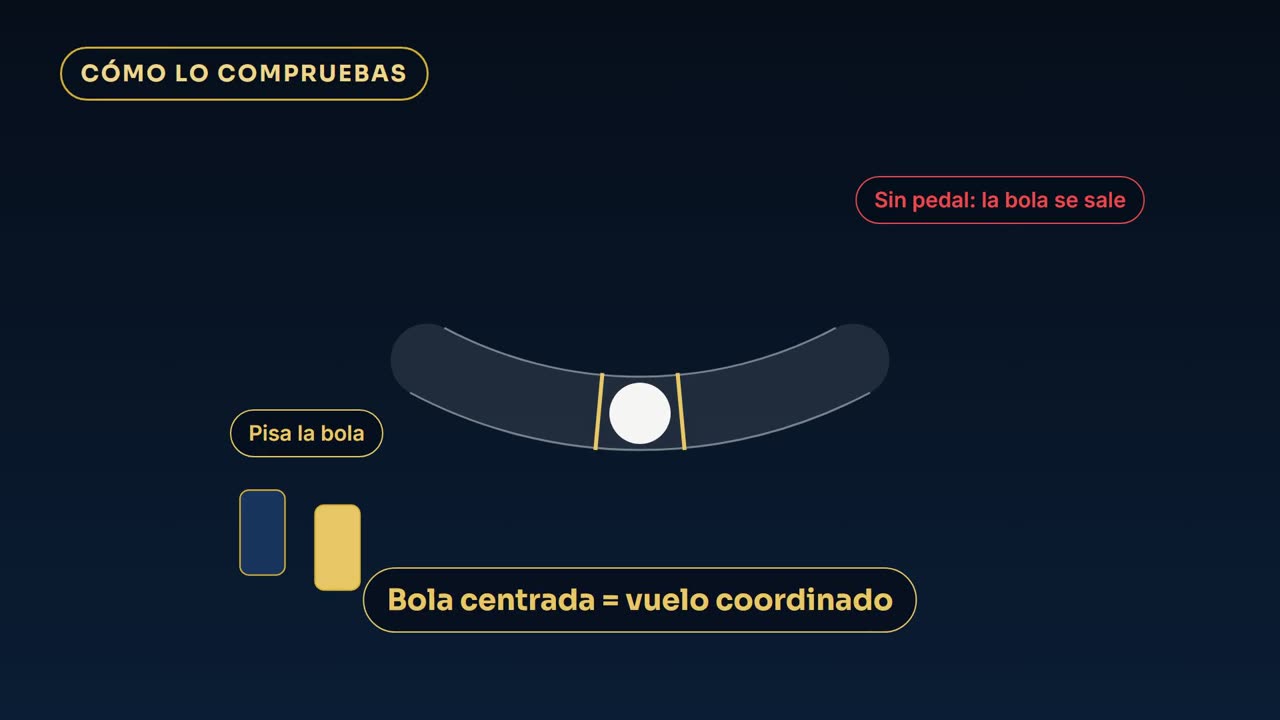 CÓMO LO COMPRUEBAS
Sin pedal: la bola se sale
Pisa la bola
Bola centrada = vuelo coordinado